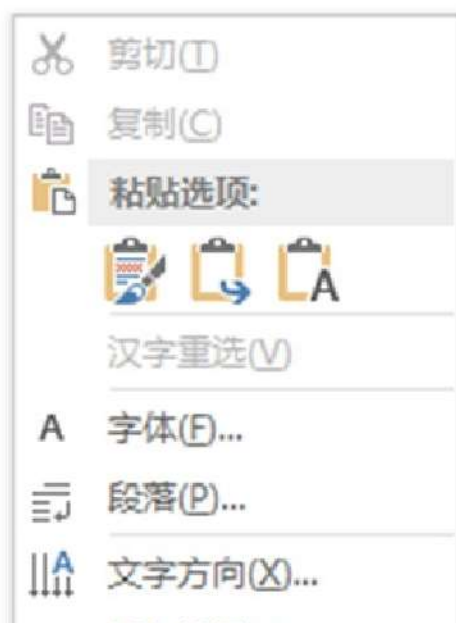 剪切(T)
复制(C)
粘贴选项:
汉字重选(V)
A 字体(F)...
段落(P)...
文字方向(X)...